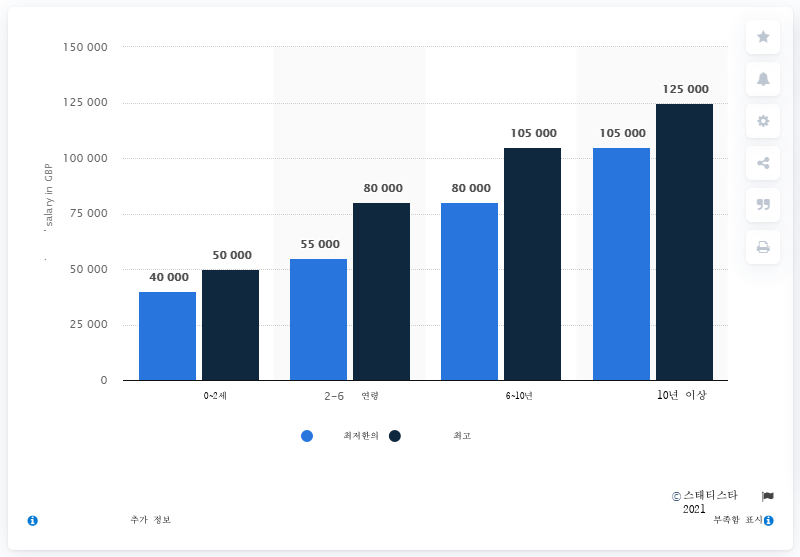 150 000
125 000
100 000
75 000
50 000
25 000
0
salary in GBP
40 000
50 000
55 000
80 000
80 000
105 000
105 000
125 000
0~2세
2–6 연령
6~10년
10년 이상
최저한의
최고
© 스태티스타
2021
추가 정보
부족함 표시